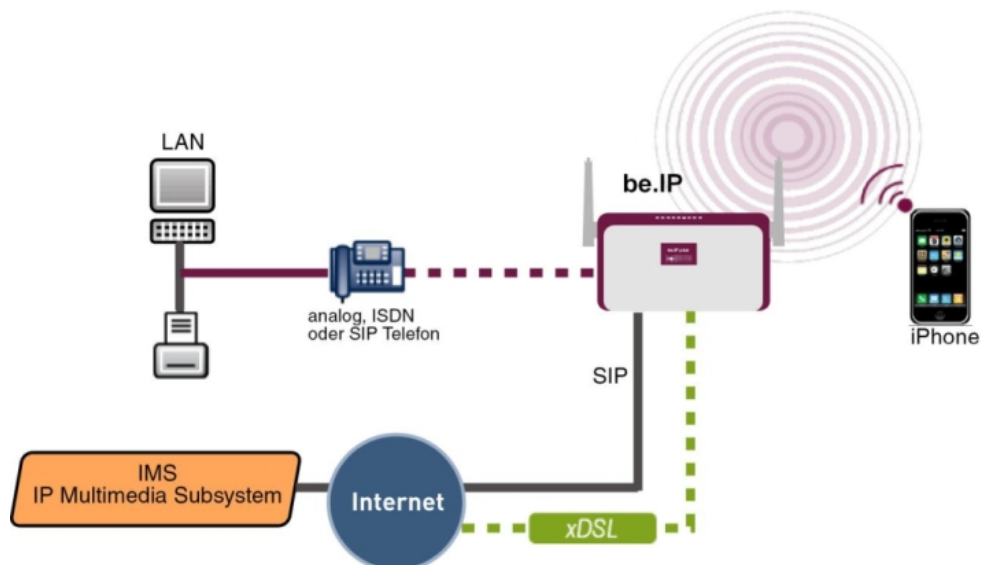 LAN
be.IP
analog, ISDN
oder SIP Telefon
iPhone
SIP
IMS
IP Multimedia Subsystem
Internet
xDSL